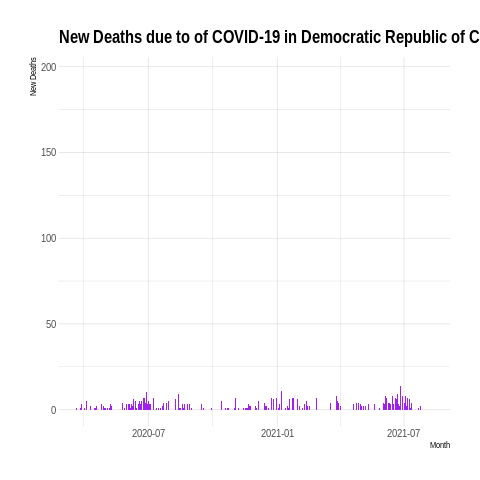 New Deaths due to of COVID-19 in Democratic Republic of C
New Deaths
200
150
100
50
0
2020-07 2021-01 2021-07
Month